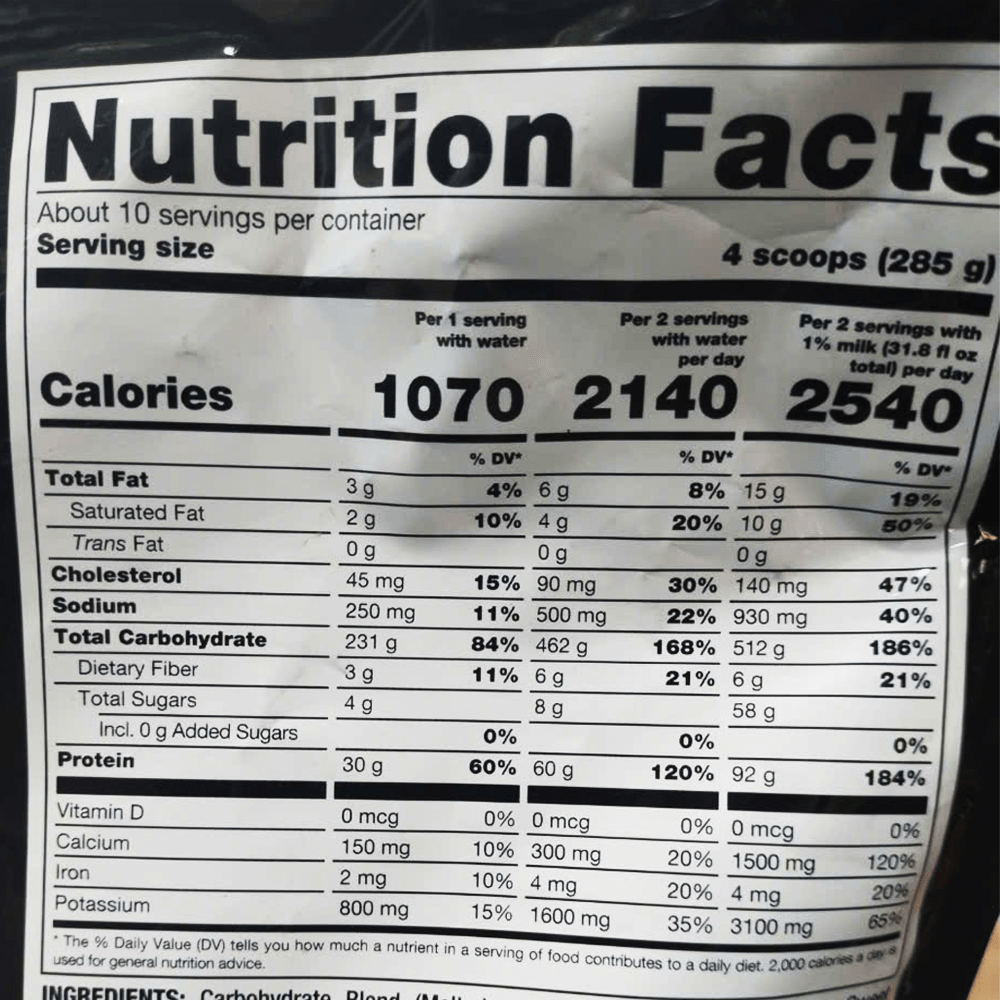 Nutrition Facts
About 10 servings per container
Serving size 4 scoops (285 g)
Per 1 serving with water Per 2 servings with water per day Per 2 servings with 1% milk (31.8 fl oz total) per day
Calories 1070 2140 2540
% DV* % DV* % DV*
Total Fat 3 g 4% 6 g 8% 15 g 19%
Saturated Fat 2 g 10% 4 g 20% 10 g 50%
Trans Fat 0 g 0 g 0 g
Cholesterol 45 mg 15% 90 mg 30% 140 mg 47%
Sodium 250 mg 11% 500 mg 22% 930 mg 40%
Total Carbohydrate 231 g 84% 462 g 168% 512 g 186%
Dietary Fiber 3 g 11% 6 g 21% 6 g 21%
Total Sugars 4 g 8 g 58 g
Incl. 0 g Added Sugars 0% 0% 0%
Protein 30 g 60% 60 g 120% 92 g 184%
Vitamin D 0 mcg 0% 0 mcg 0% 0 mcg 0%
Calcium 150 mg 10% 300 mg 20% 1500 mg 120%
Iron 2 mg 10% 4 mg 20% 4 mg 20%
Potassium 800 mg 15% 1600 mg 35% 3100 mg 65%
* The % Daily Value (DV) tells you how much a nutrient in a serving of food contributes to a daily diet. 2,000 calories a day is
used for general nutrition advice.
INGREDIENTS: Carbohydrate Blend